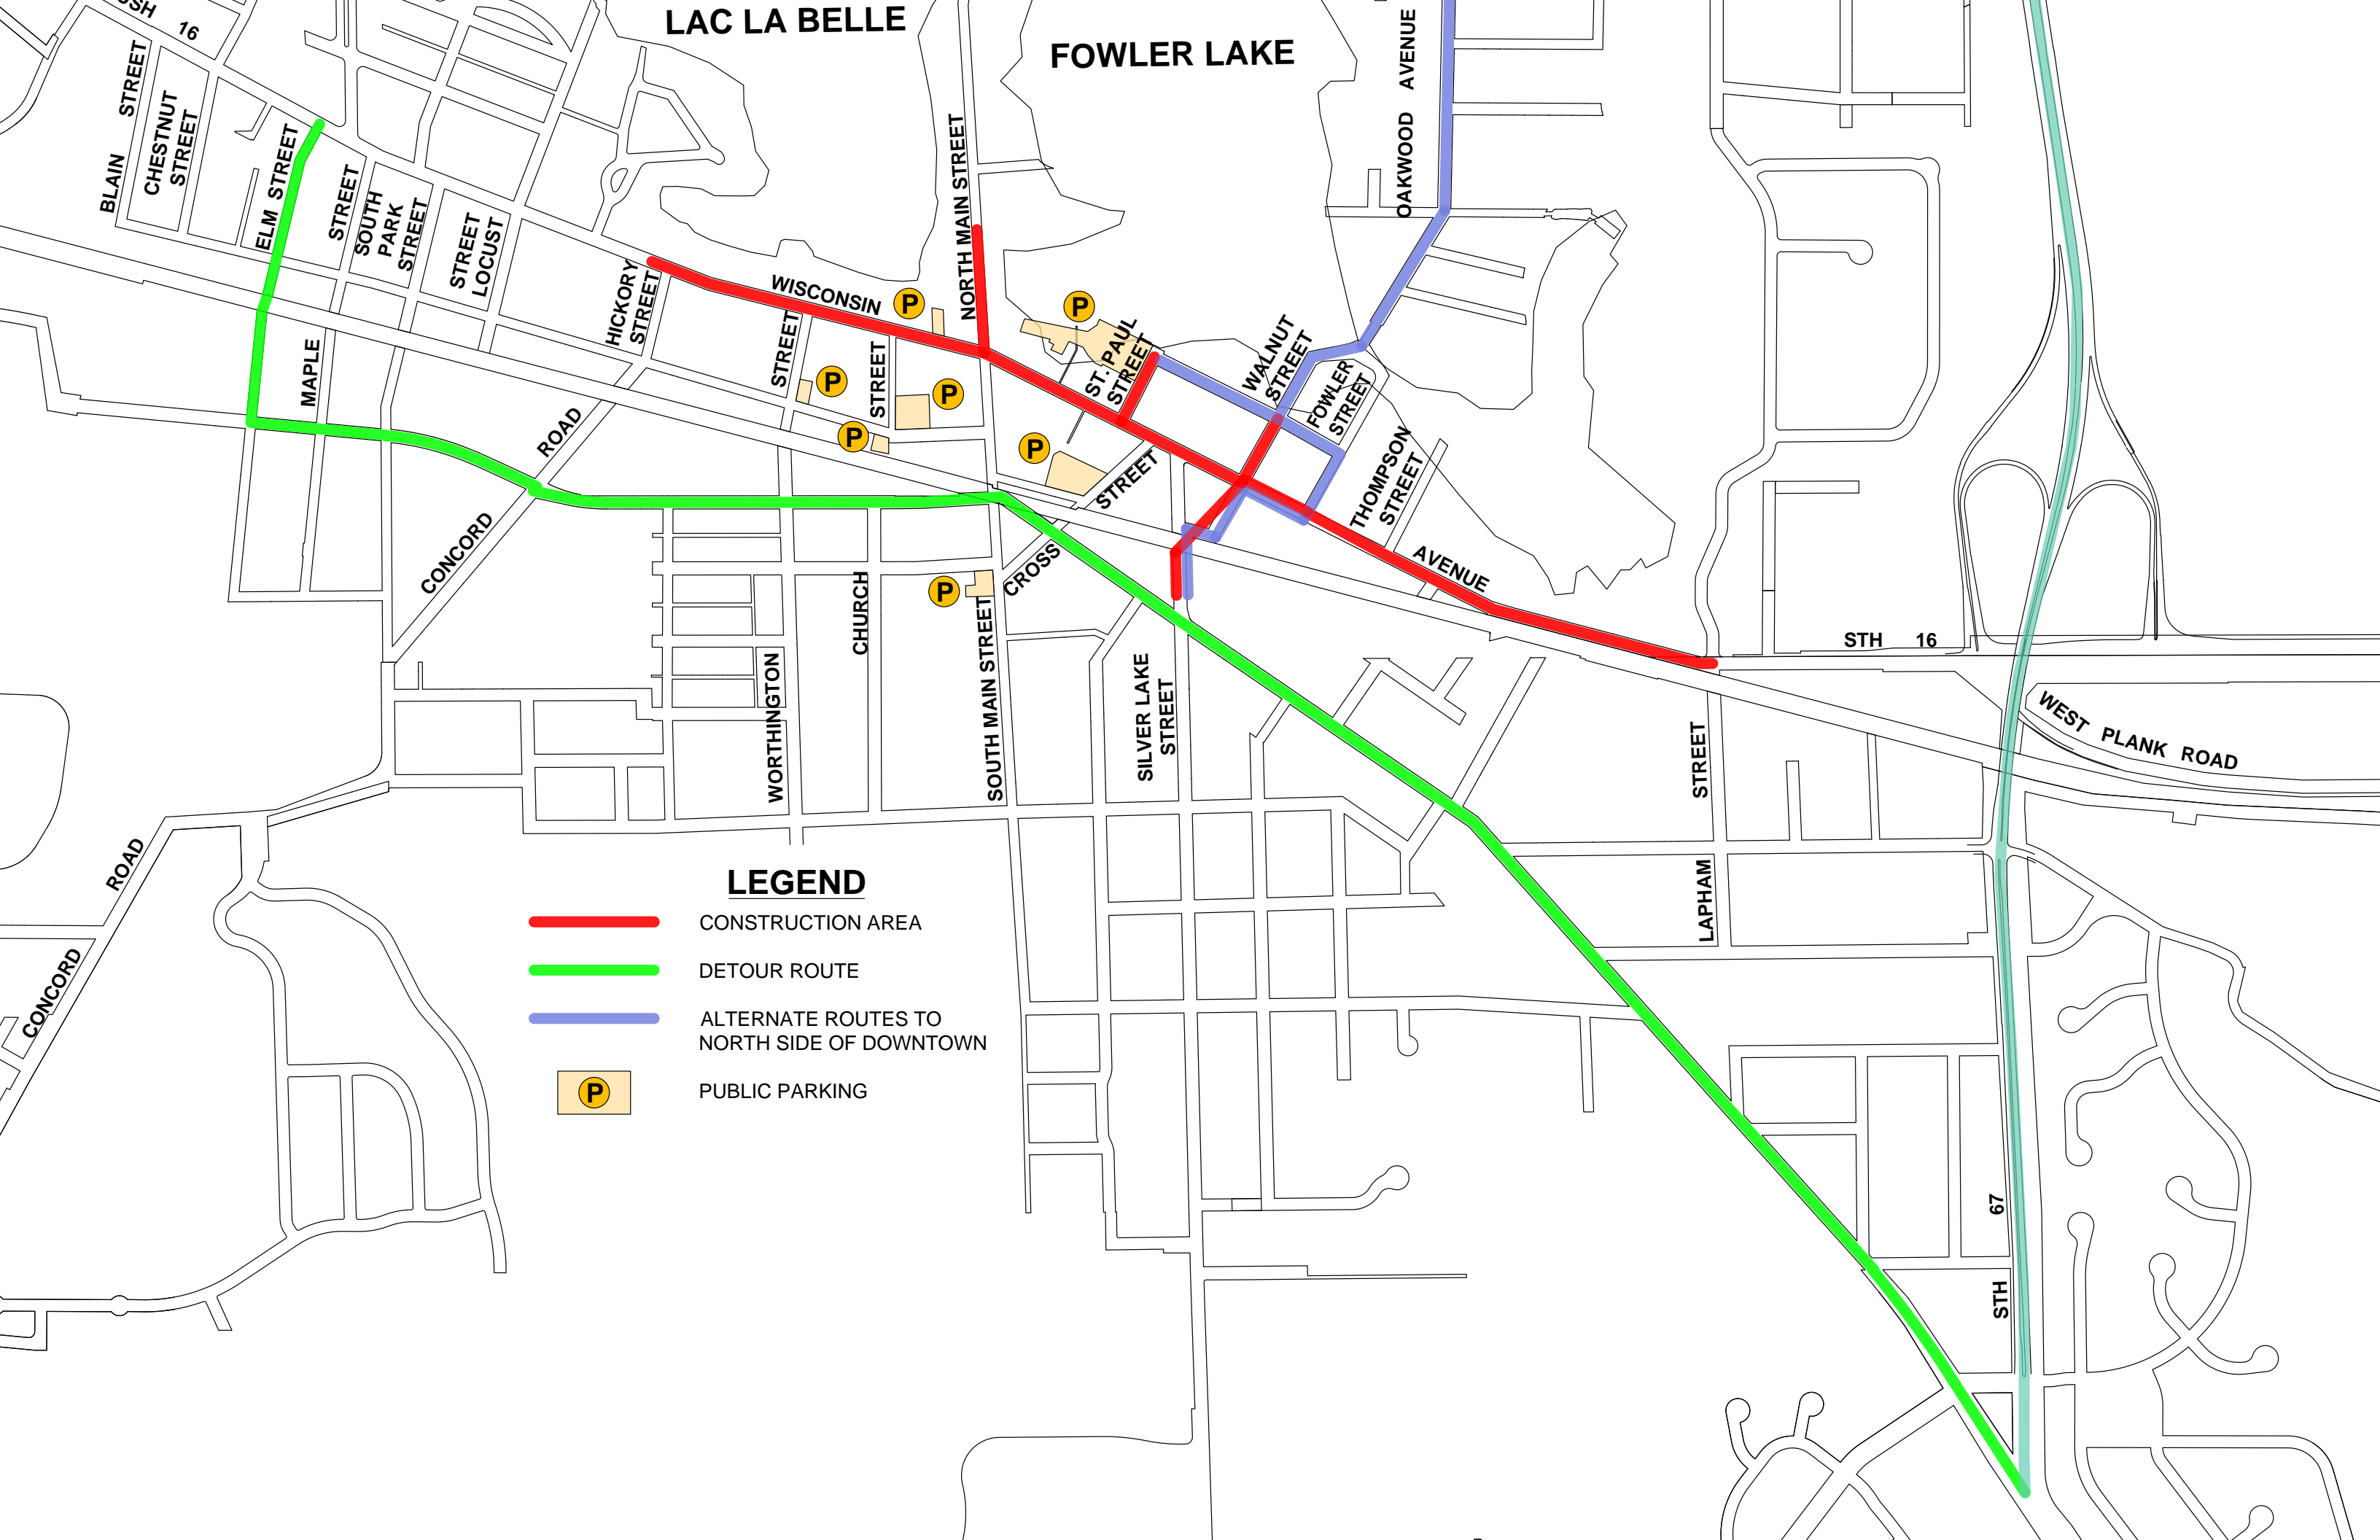 LAC LA BELLE
FOWLER LAKE
16
BLAIN STREET
CHESTNUT
STREET
ELM STREET
MAPLE STREET
SOUTH
PARK
STREET
LOCUST
STREET
HICKORY
STREET
WISCONSIN
NORTH MAIN STREET
OAKWOOD AVENUE
P
P
P
P
P
P
P
STREET
STREET
ST. PAUL
STREET
WALNUT
STREET
FOWLER
STREET
THOMPSON
STREET
AVENUE
CONCORD ROAD
CROSS STREET
CHURCH
WORTHINGTON
SOUTH MAIN STREET
SILVER LAKE
STREET
STH 16
WEST PLANK ROAD
LAPHAM STREET
CONCORD ROAD
STH 67
LEGEND
CONSTRUCTION AREA
DETOUR ROUTE
ALTERNATE ROUTES TO
NORTH SIDE OF DOWNTOWN
P
PUBLIC PARKING